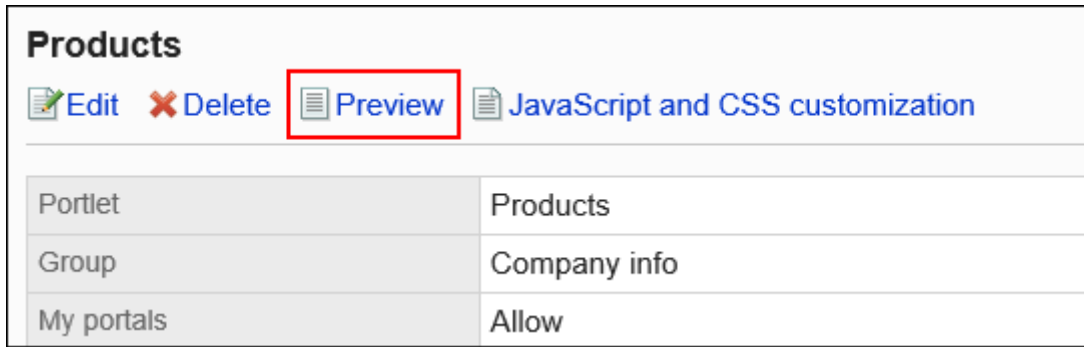 Products
Edit Delete Preview JavaScript and CSS customization
Portlet Products
Group Company info
My portals Allow